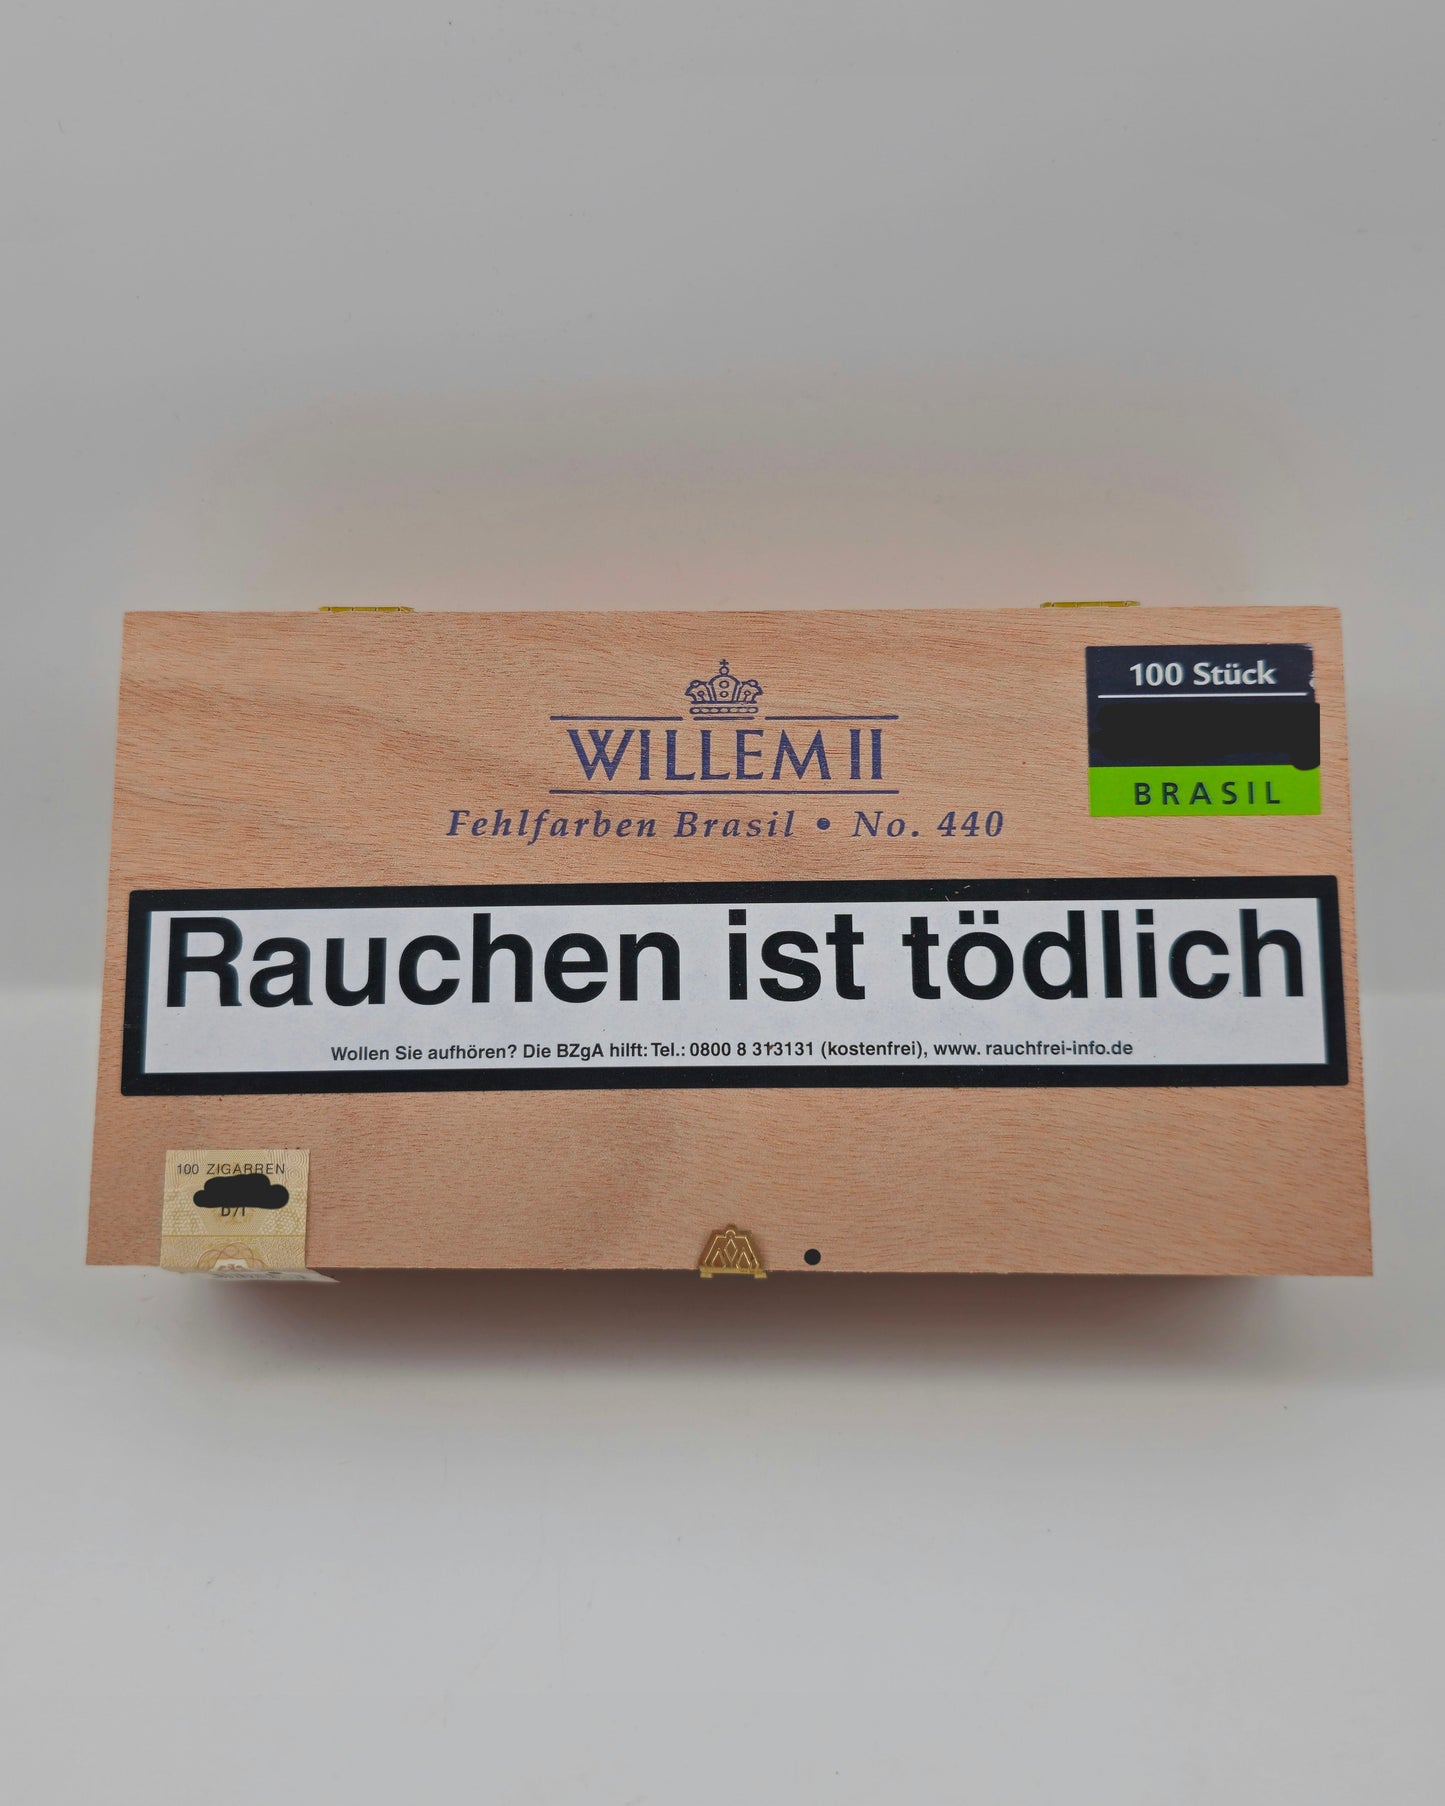 100 Stück
WILLEM II
BRASIL
Fehlfarben Brasil • No. 440
Rauchen ist tödlich
Wollen Sie aufhören? Die BZgA hilft: Tel.: 0800 8 313131 (kostenfrei), www. rauchfrei-info.de
100 ZIGARREN